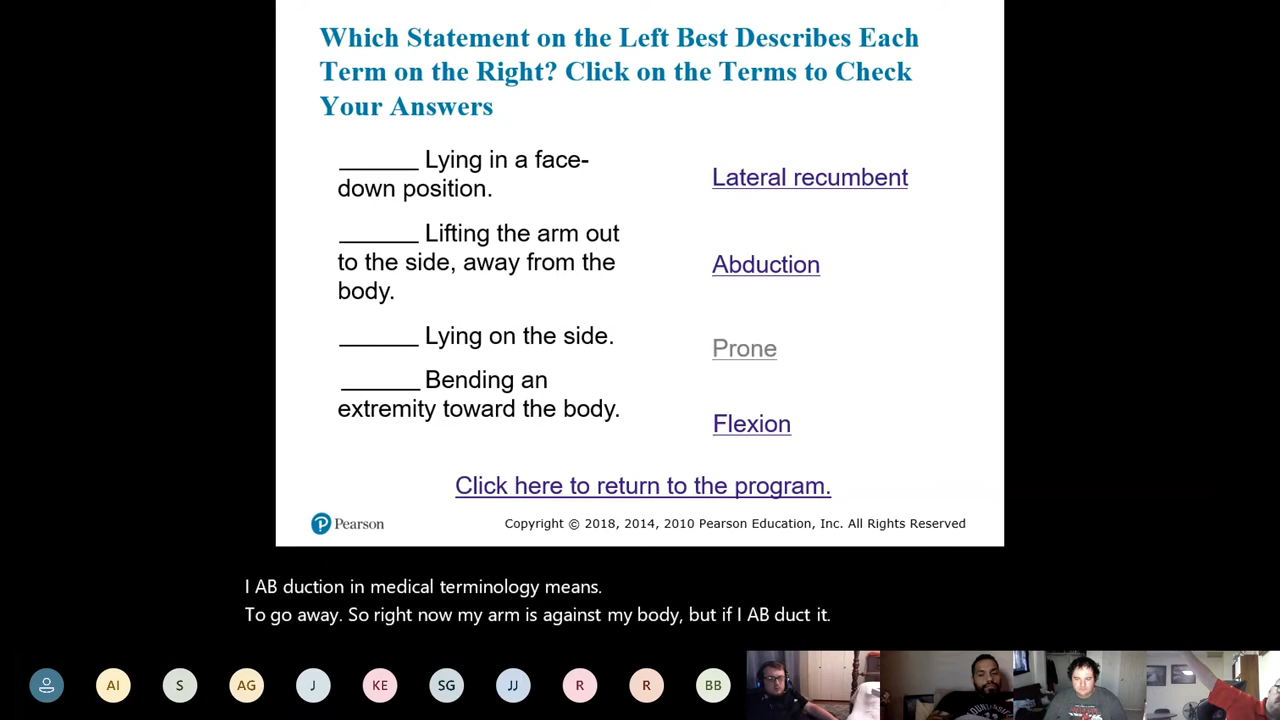 Which Statement on the Left Best Describes Each
Term on the Right? Click on the Terms to Check
Your Answers
______ Lying in a face-
down position.
______ Lifting the arm out
to the side, away from the
body.
______ Lying on the side.
______ Bending an
extremity toward the body.
Lateral recumbent
Abduction
Prone
Flexion
Click here to return to the program.
Pearson
Copyright © 2018, 2014, 2010 Pearson Education, Inc. All Rights Reserved
I AB duction in medical terminology means.
To go away. So right now my arm is against my body, but if I AB duct it.
AI S AG J KE SG JJ R R BB